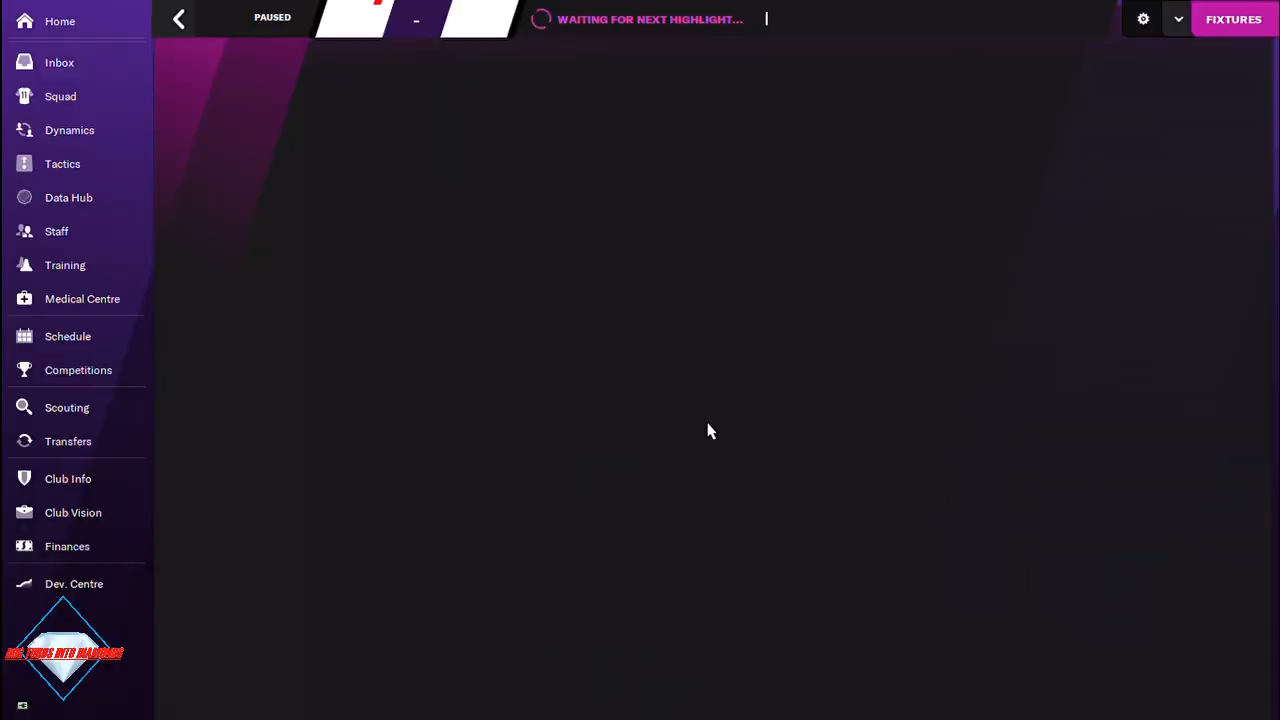 Home
PAUSED
-
WAITING FOR NEXT HIGHLIGHT...
FIXTURES
Inbox
11
Squad
Dynamics
Tactics
Data Hub
Staff
Training
Medical Centre
Schedule
Competitions
Scouting
Transfers
Club Info
Club Vision
Finances
Dev. Centre